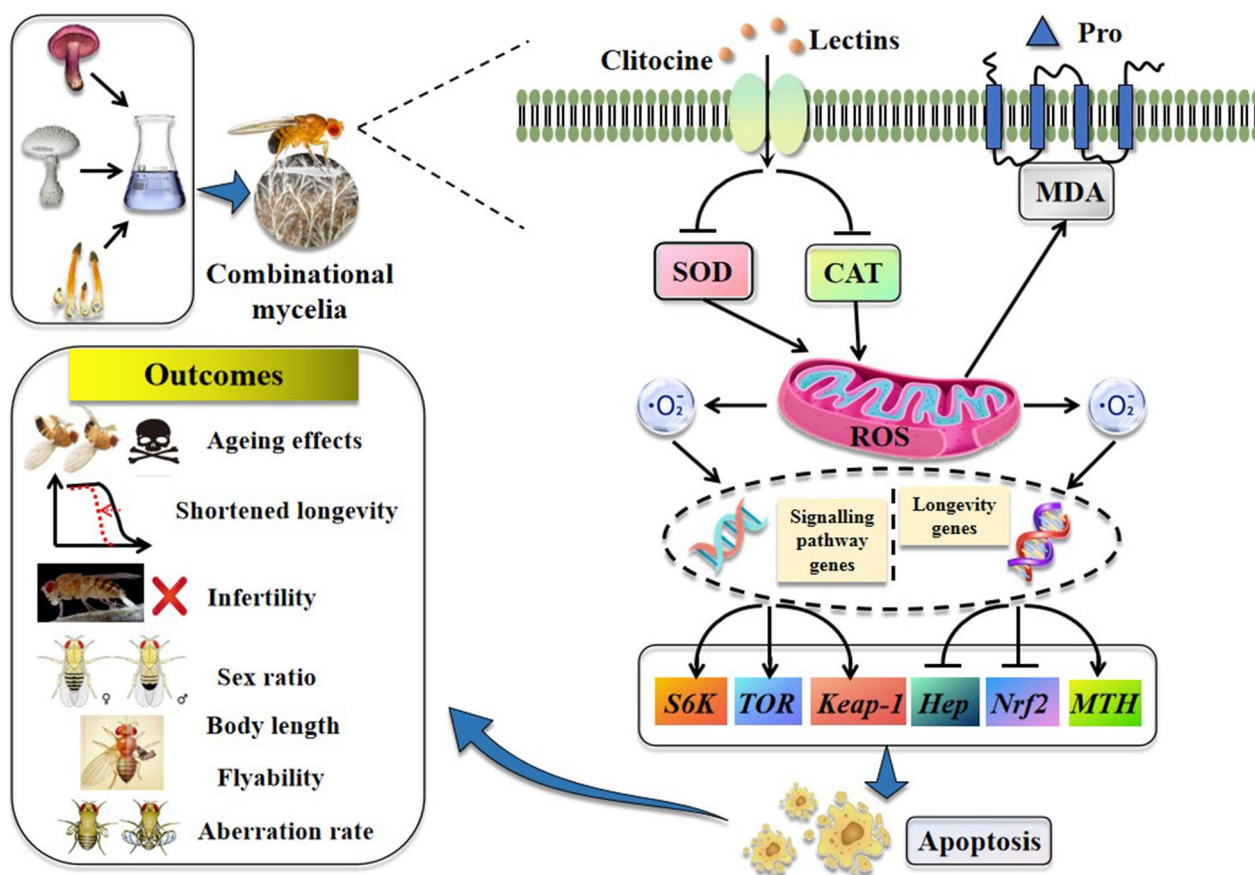 Clitocine
Lectins
Pro
MDA
SOD
CAT
Combinational
mycelia
ROS
·O₂⁻
·O₂⁻
Signalling
pathway
genes
Longevity
genes
S6K
TOR
Keap-1
Hep
Nrf2
MTH
Apoptosis
Outcomes
Ageing effects
Shortened longevity
Infertility
Sex ratio
♀
♂
Body length
Flyability
Aberration rate